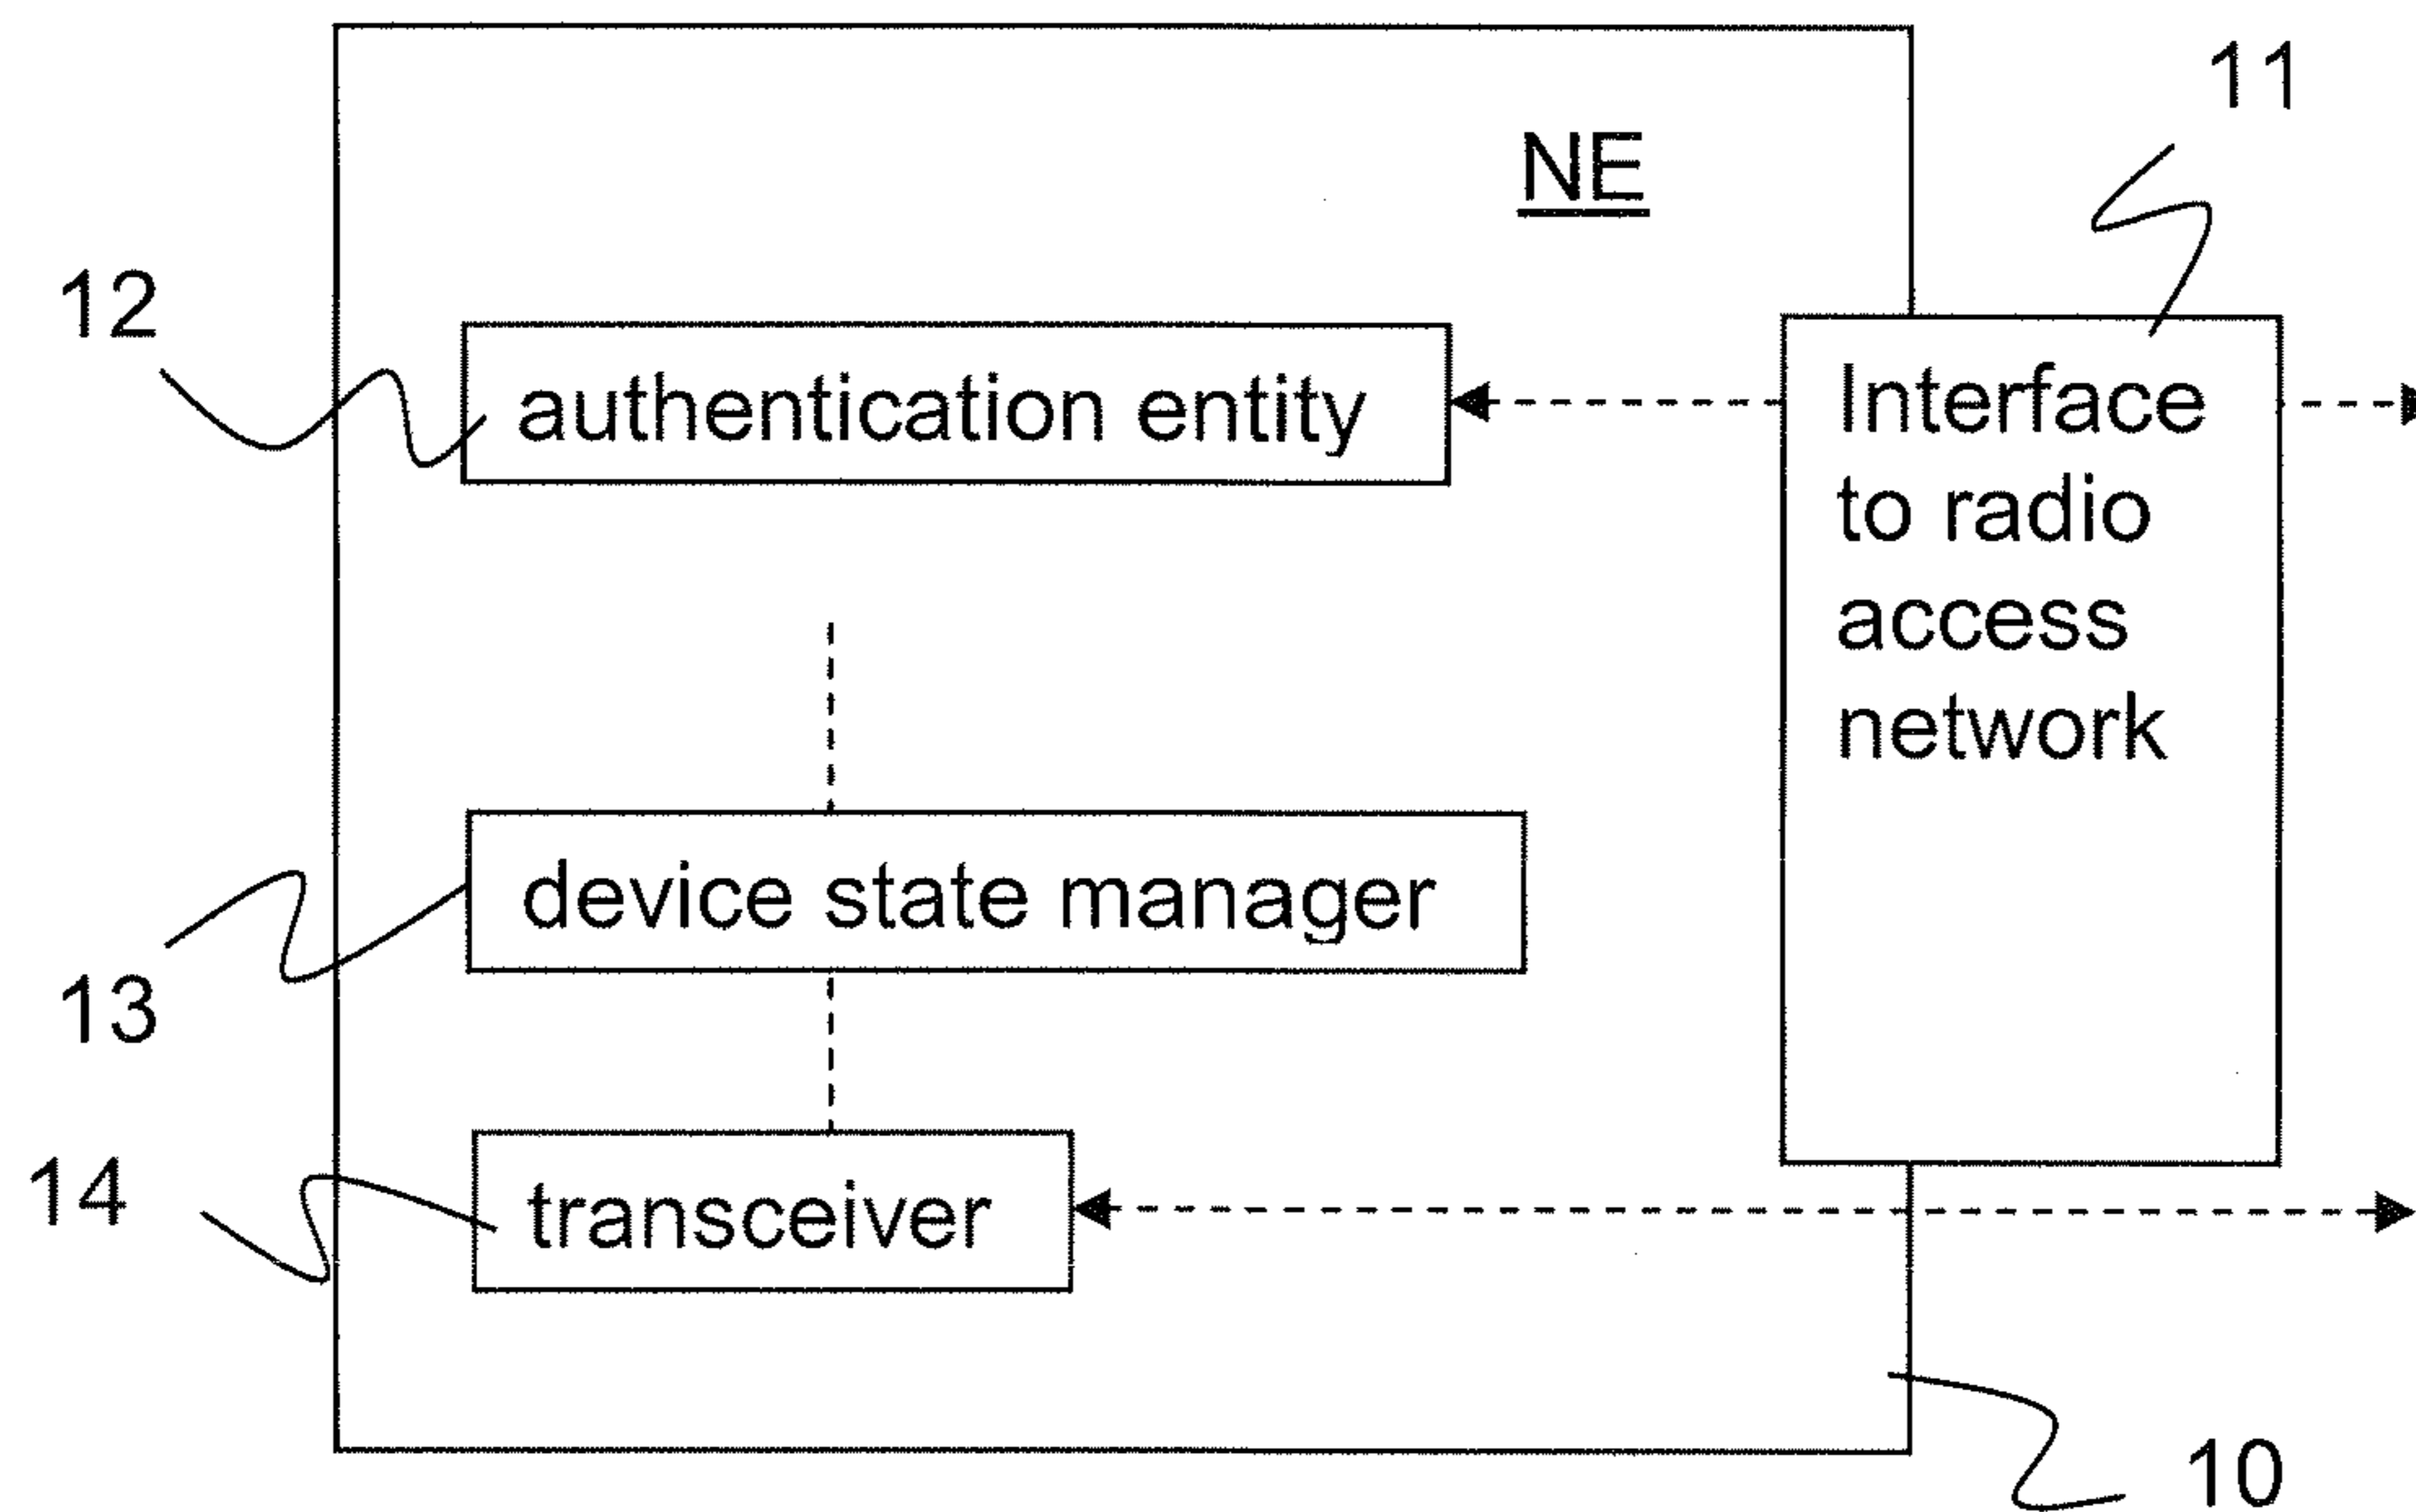 11
NE
12
authentication entity
Interface
to radio
access
network
device state manager
13
14
transceiver
10